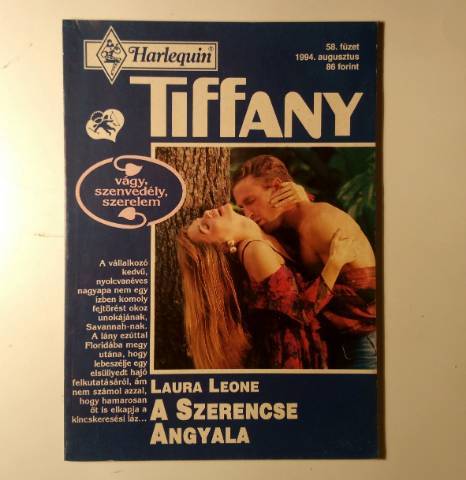 Harlequin®
58. füzet
1994. augusztus
86 forint
TIFFANY
vágy,
szenvedély,
szerelem
A vállalkozó
kedvű,
nyolcvanéves
nagyapa nem egy
ízben komoly
fejtörést okoz
unokájának,
Savannah-nak.
A lány ezúttal
Floridába megy
utána, hogy
lebeszélje egy
elsüllyedt hajó
felkutatásáról, ám
nem számol azzal,
hogy hamarosan
őt is elkapja a
kincskeresési láz...
LAURA LEONE
A SZERENCSE
ANGYALA